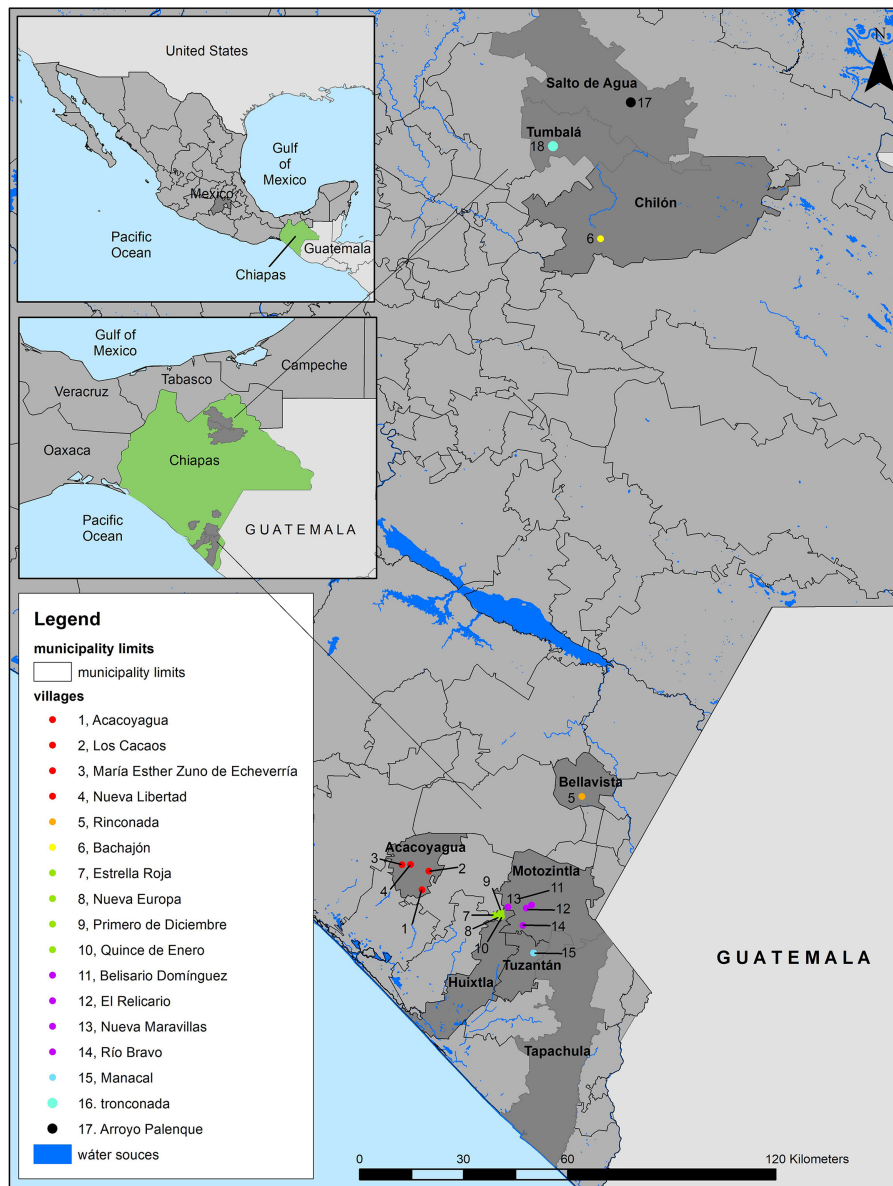 United States
Gulf
of
Mexico
Mexico
Pacific
Ocean
Guatemala
Chiapas
Gulf of
Mexico
Campeche
Tabasco
Veracruz
Oaxaca
Chiapas
Pacific
Ocean
GUATEMALA
N
Salto de Agua
17
Tumbalá
18
Chilón
6
Bellavista
5
Acacoyagua
3
2
4
1
Motozintla
9
13
11
7
12
8
14
10
15
Tuzantán
Huixtla
Tapachula
GUATEMALA
Legend
municipality limits
municipality limits
villages
1, Acacoyagua
2, Los Cacaos
3, María Esther Zuno de Echeverría
4, Nueva Libertad
5, Rinconada
6, Bachajón
7, Estrella Roja
8, Nueva Europa
9, Primero de Diciembre
10, Quince de Enero
11, Belisario Domínguez
12, El Relicario
13, Nueva Maravillas
14, Río Bravo
15, Manacal
16. tronconada
17. Arroyo Palenque
wáter souces
0 30 60 120 Kilometers